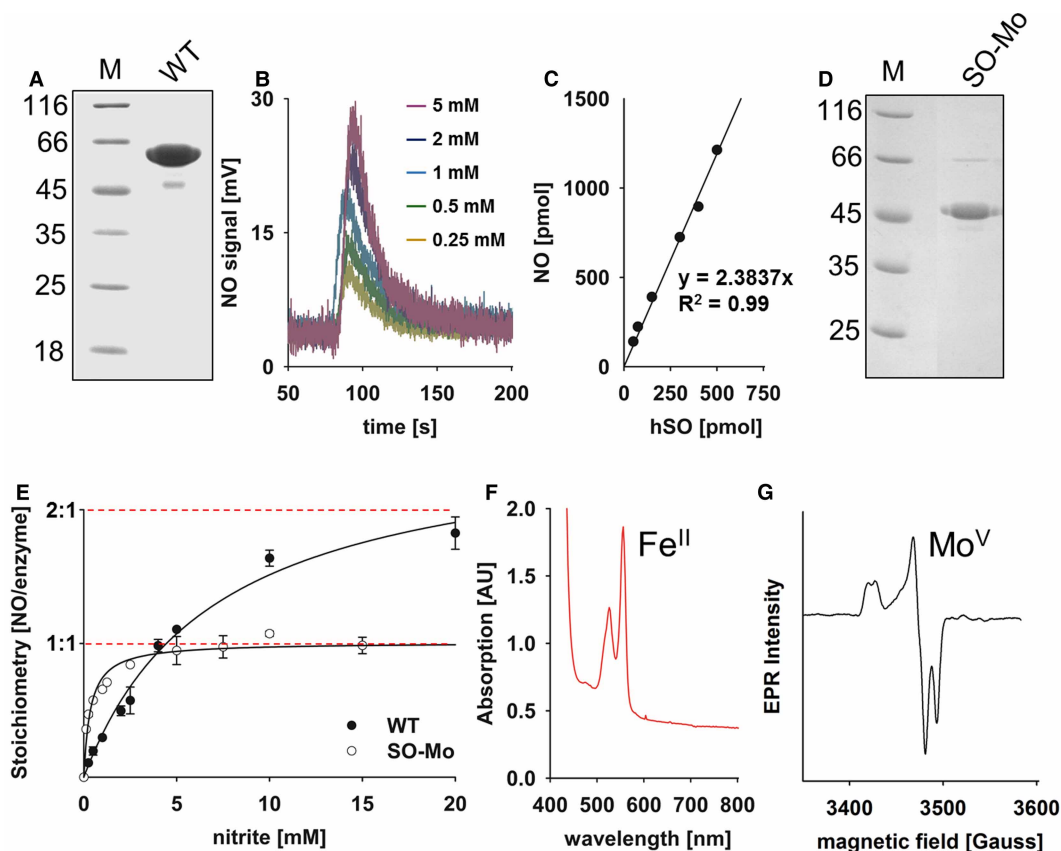 A
M
WT
116
66
45
35
25
18
B
NO signal [mV]
30
15
0
50
100
150
200
time [s]
5 mM
2 mM
1 mM
0.5 mM
0.25 mM
C
NO [pmol]
1500
1000
500
0
0
250
500
750
hSO [pmol]
y = 2.3837x
R² = 0.99
D
M
SO-Mo
116
66
45
35
25
E
Stoichiometry [NO/enzyme]
2:1
1:1
0
5
10
15
20
nitrite [mM]
WT
SO-Mo
F
Absorption [AU]
2.0
1.5
1.0
0.5
0.0
400
500
600
700
800
wavelength [nm]
Feᴵᴵ
G
EPR Intensity
Moⱽ
3400
3500
3600
magnetic field [Gauss]